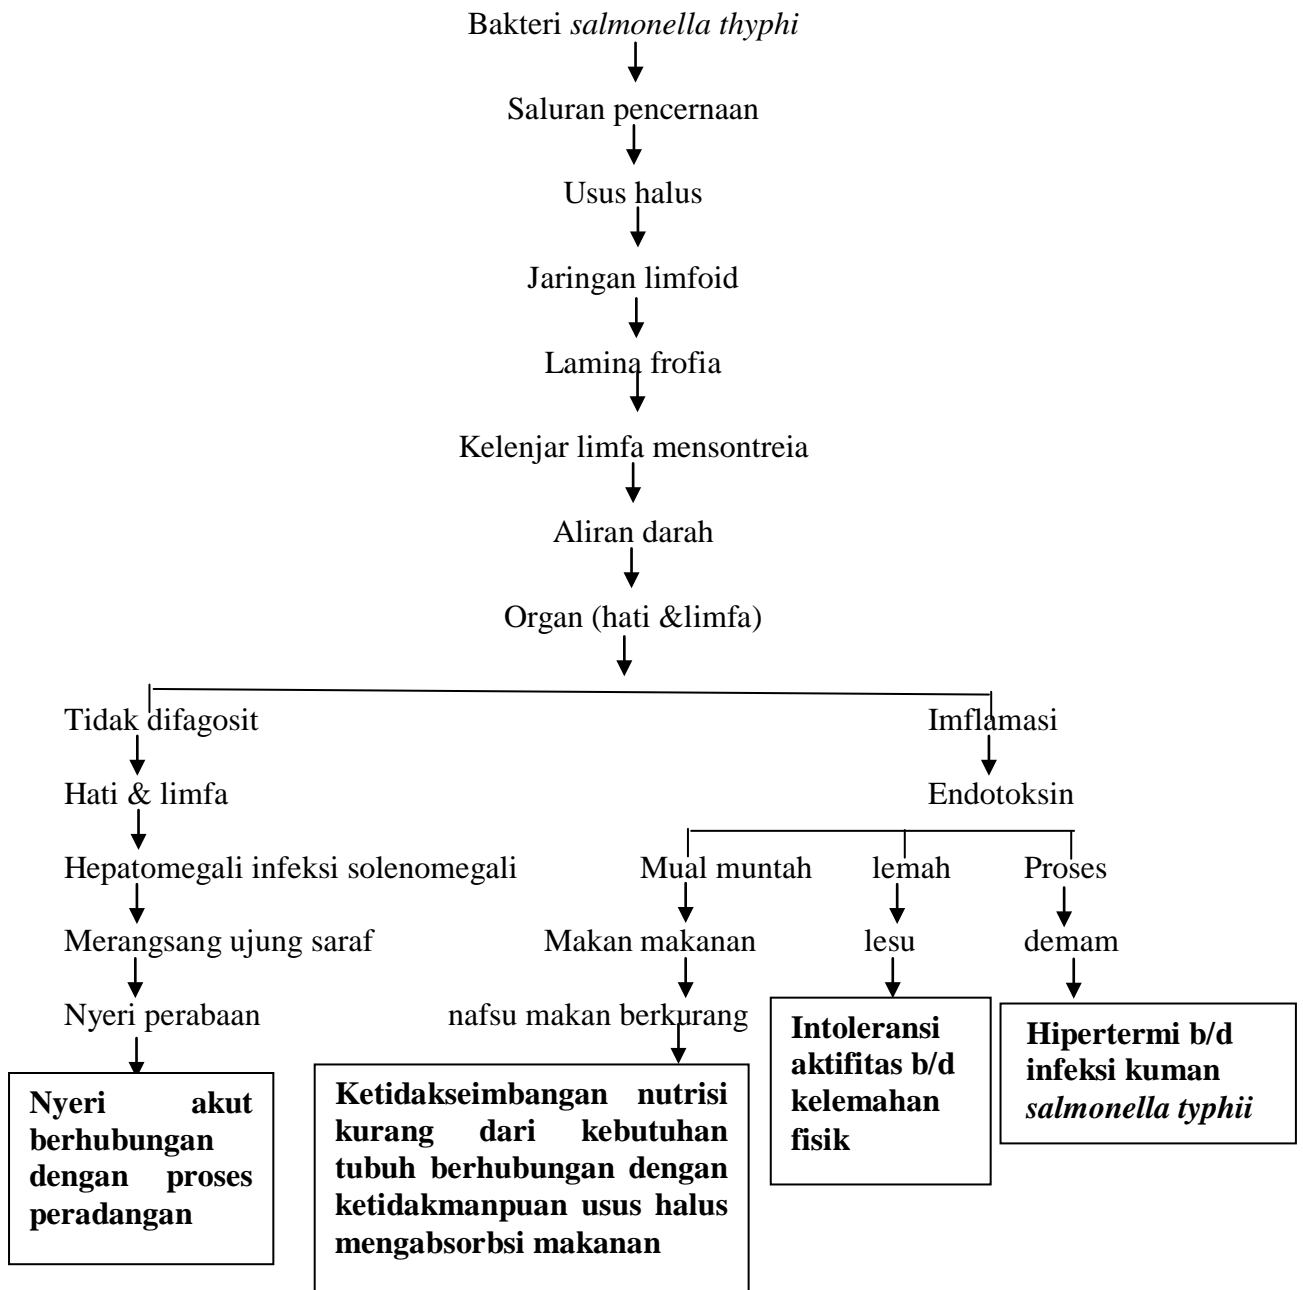 Bakteri salmonella thyphi
Saluran pencernaan
Usus halus
Jaringan limfoid
Lamina frofia
Kelenjar limfa mensontreia
Aliran darah
Organ (hati &limfa)
Tidak difagosit
Imflamasi
Hati & limfa
Endotoksin
Hepatomegali infeksi solenomegali
Mual muntah
lemah
Proses
Merangsang ujung saraf
Makan makanan
lesu
demam
Nyeri perabaan
nafsu makan berkurang
Nyeri akut
berhubungan
dengan proses
peradangan
Ketidakseimbangan nutrisi
kurang dari kebutuhan
tubuh berhubungan dengan
ketidakmanpuan usus halus
mengabsorbsi makanan
Intoleransi
aktifitas b/d
kelemahan
fisik
Hipertermi b/d
infeksi kuman
salmonella typhii